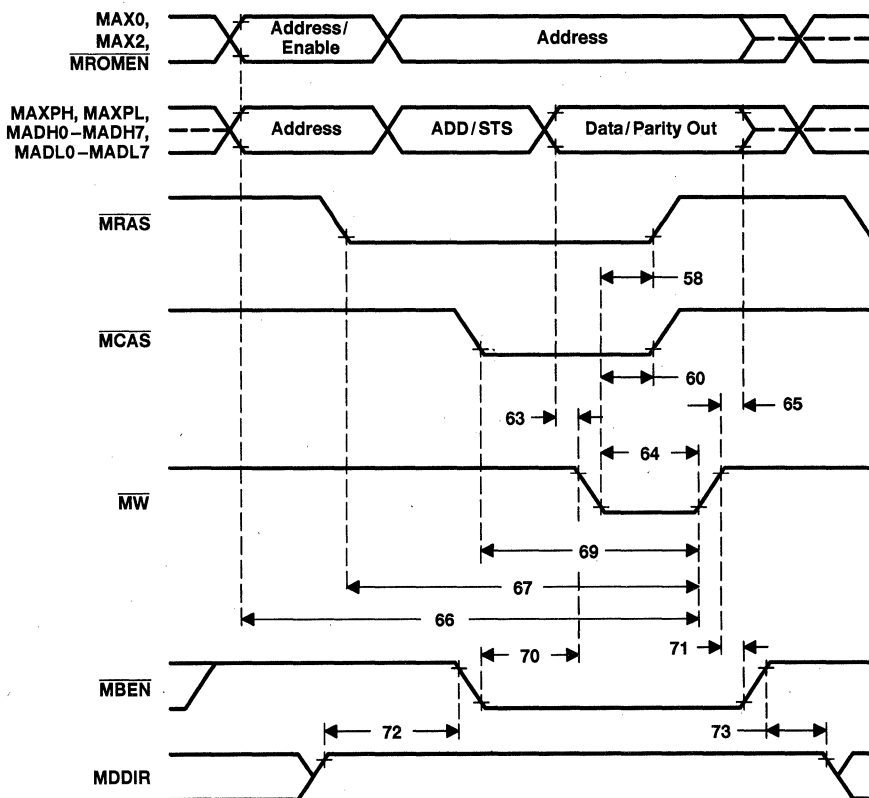 MAX0,
MAX2,
MROMEN
Address/
Enable
Address
MAXPH, MAXPL,
MADH0–MADH7,
MADL0–MADL7
Address
ADD/STS
Data/Parity Out
MRAS
58
MCAS
60
63
65
64
MW
69
67
66
70
71
MBEN
72
73
MDDIR